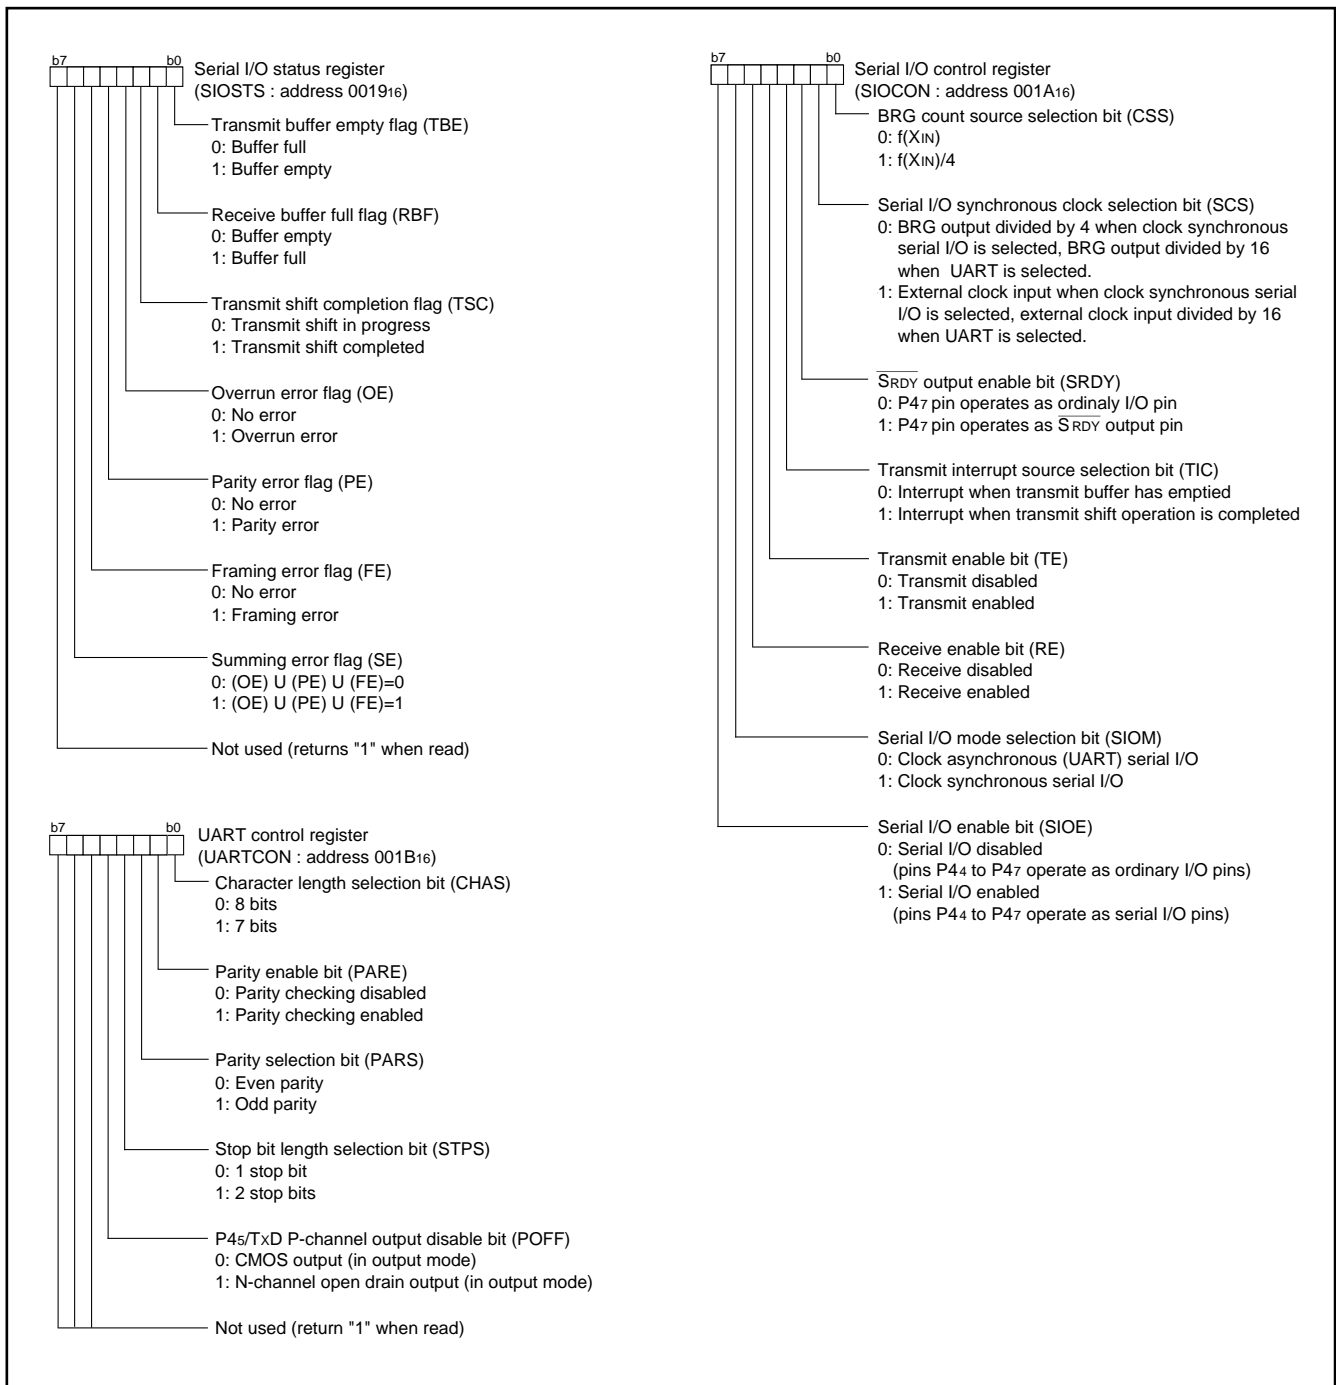 b7 b0
Serial I/O status register
(SIOSTS : address 001916)
Transmit buffer empty flag (TBE)
0: Buffer full
1: Buffer empty
Receive buffer full flag (RBF)
0: Buffer empty
1: Buffer full
Transmit shift completion flag (TSC)
0: Transmit shift in progress
1: Transmit shift completed
Overrun error flag (OE)
0: No error
1: Overrun error
Parity error flag (PE)
0: No error
1: Parity error
Framing error flag (FE)
0: No error
1: Framing error
Summing error flag (SE)
0: (OE) U (PE) U (FE)=0
1: (OE) U (PE) U (FE)=1
Not used (returns "1" when read)
b7 b0
UART control register
(UARTCON : address 001B16)
Character length selection bit (CHAS)
0: 8 bits
1: 7 bits
Parity enable bit (PARE)
0: Parity checking disabled
1: Parity checking enabled
Parity selection bit (PARS)
0: Even parity
1: Odd parity
Stop bit length selection bit (STPS)
0: 1 stop bit
1: 2 stop bits
P45/TxD P-channel output disable bit (POFF)
0: CMOS output (in output mode)
1: N-channel open drain output (in output mode)
Not used (return "1" when read)
b7 b0
Serial I/O control register
(SIOCON : address 001A16)
BRG count source selection bit (CSS)
0: f(XIN)
1: f(XIN)/4
Serial I/O synchronous clock selection bit (SCS)
0: BRG output divided by 4 when clock synchronous
serial I/O is selected, BRG output divided by 16
when UART is selected.
1: External clock input when clock synchronous serial
I/O is selected, external clock input divided by 16
when UART is selected.
SRDY output enable bit (SRDY)
0: P47 pin operates as ordinaly I/O pin
1: P47 pin operates as SRDY output pin
Transmit interrupt source selection bit (TIC)
0: Interrupt when transmit buffer has emptied
1: Interrupt when transmit shift operation is completed
Transmit enable bit (TE)
0: Transmit disabled
1: Transmit enabled
Receive enable bit (RE)
0: Receive disabled
1: Receive enabled
Serial I/O mode selection bit (SIOM)
0: Clock asynchronous (UART) serial I/O
1: Clock synchronous serial I/O
Serial I/O enable bit (SIOE)
0: Serial I/O disabled
(pins P44 to P47 operate as ordinary I/O pins)
1: Serial I/O enabled
(pins P44 to P47 operate as serial I/O pins)